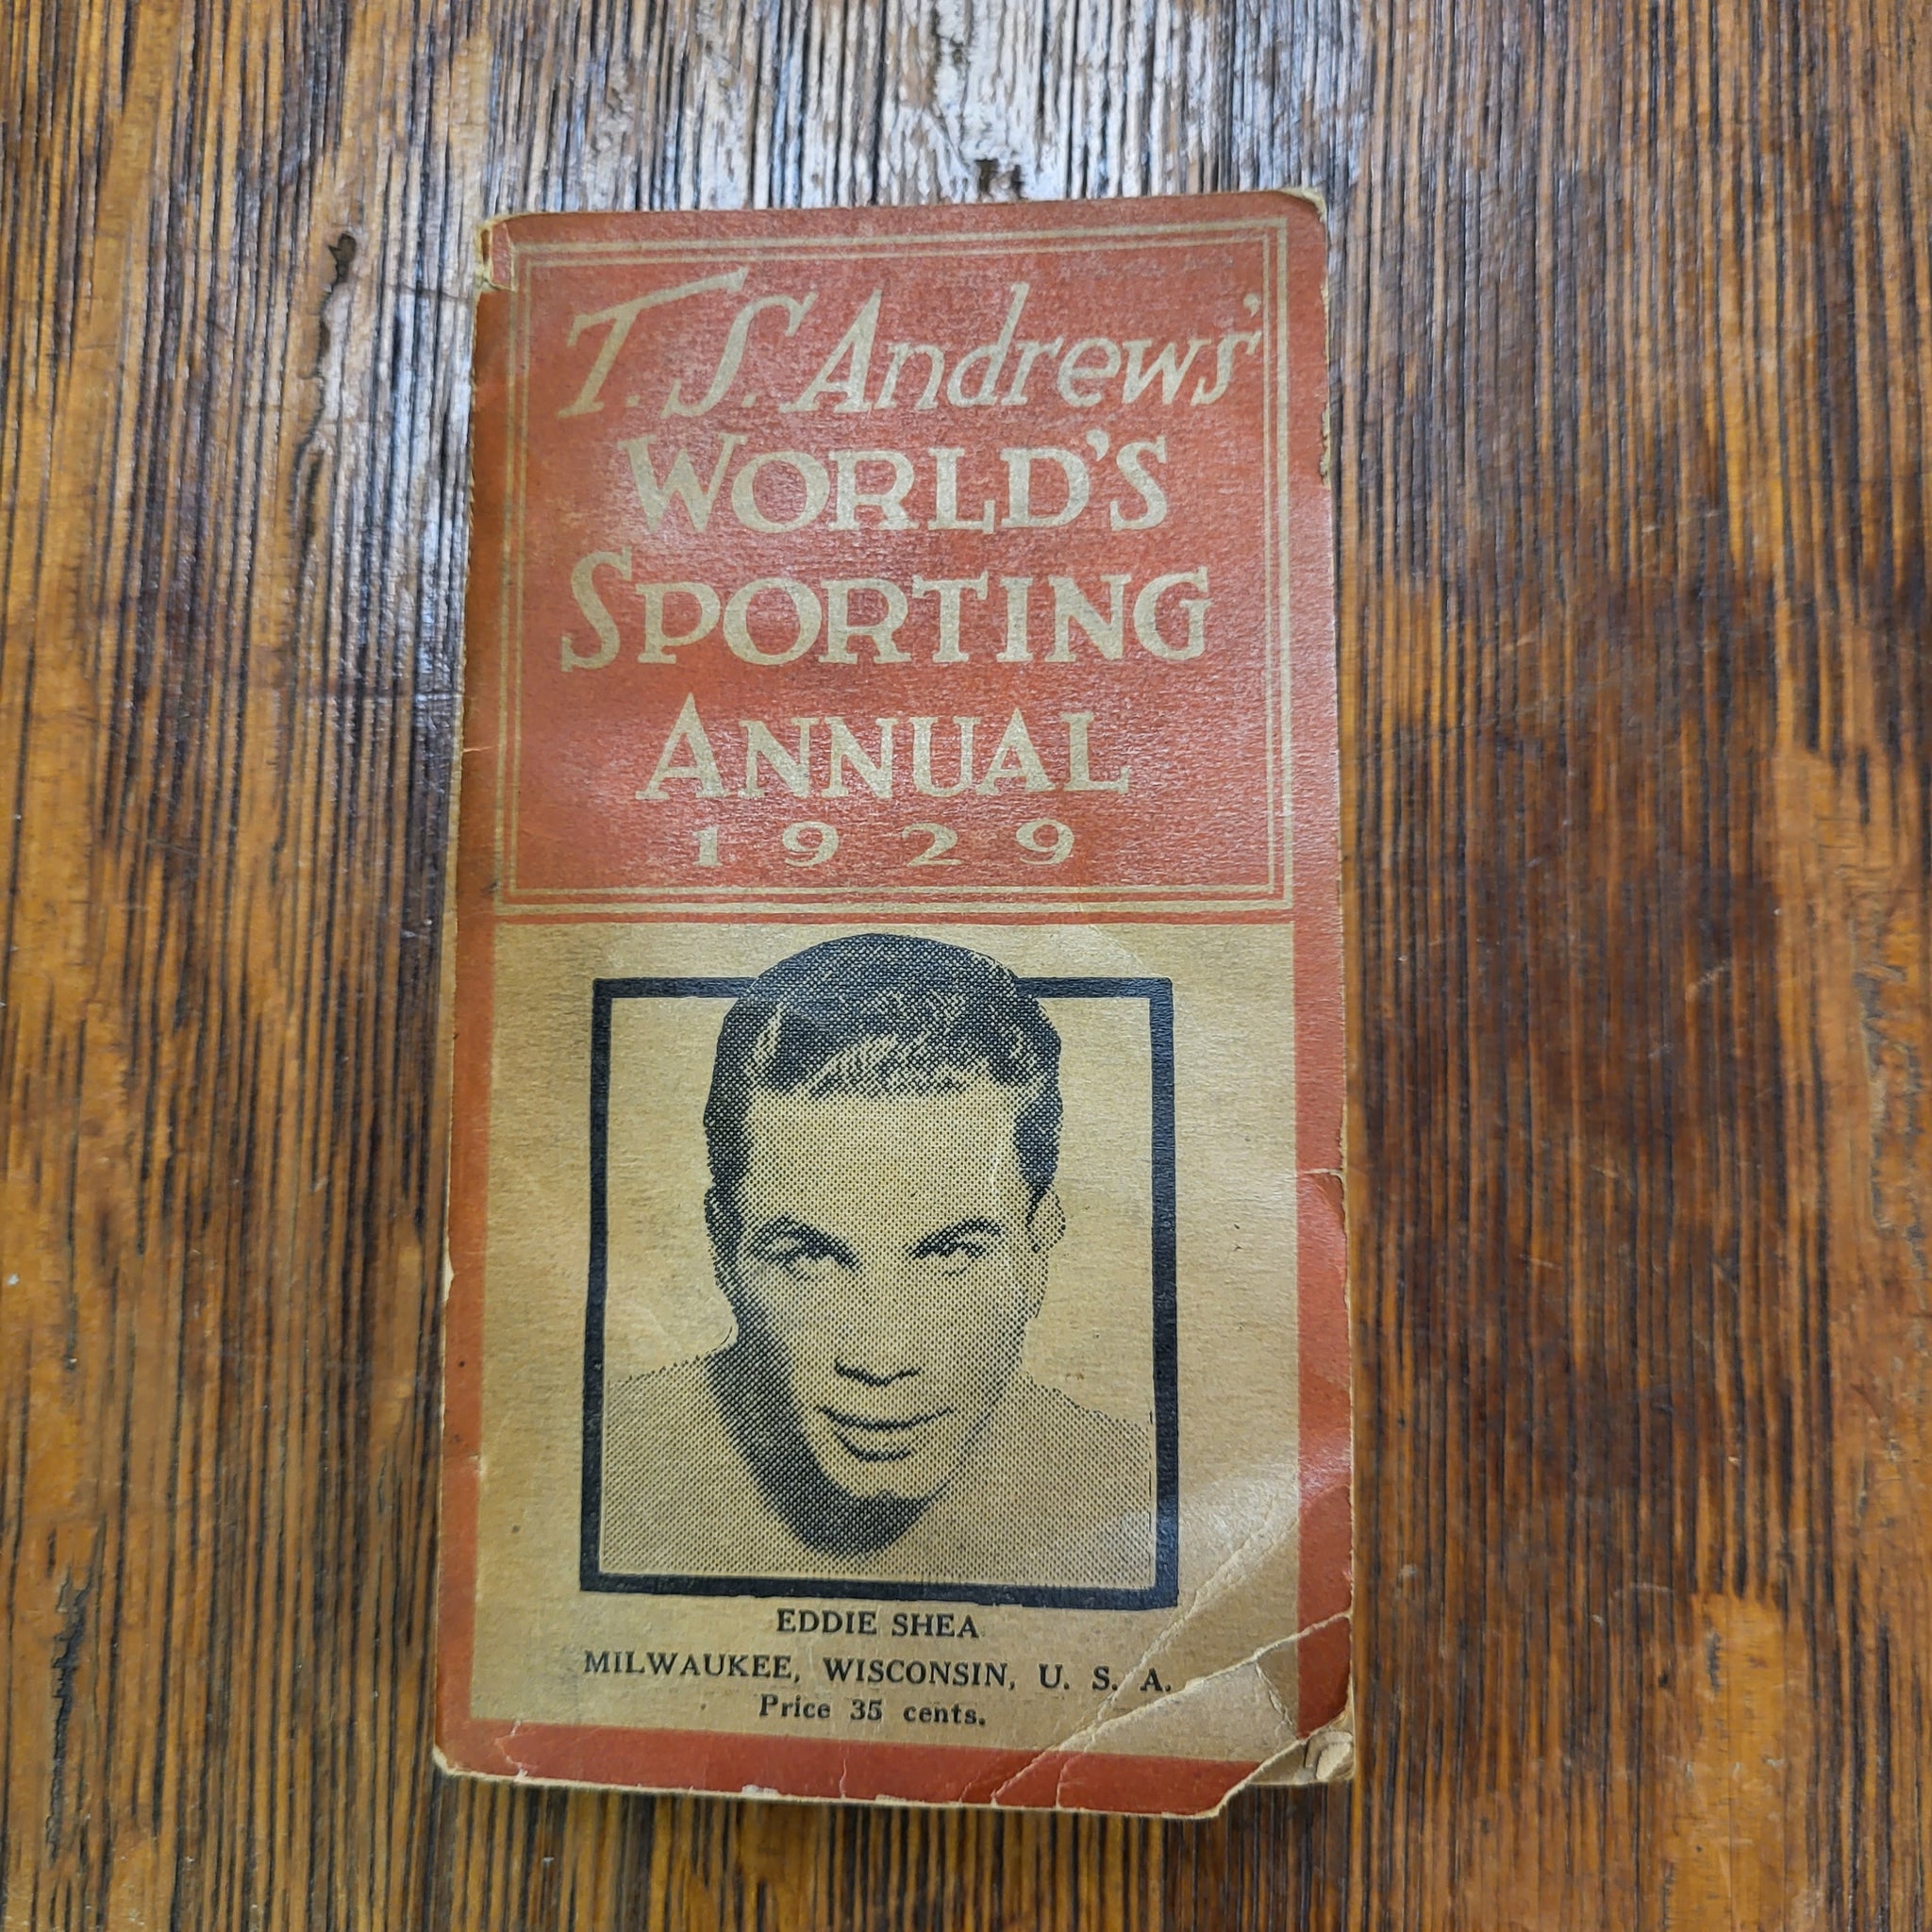 T. S. Andrews'
WORLD'S
SPORTING
ANNUAL
1929
EDDIE SHEA
MILWAUKEE, WISCONSIN, U. S. A.
Price 35 cents.